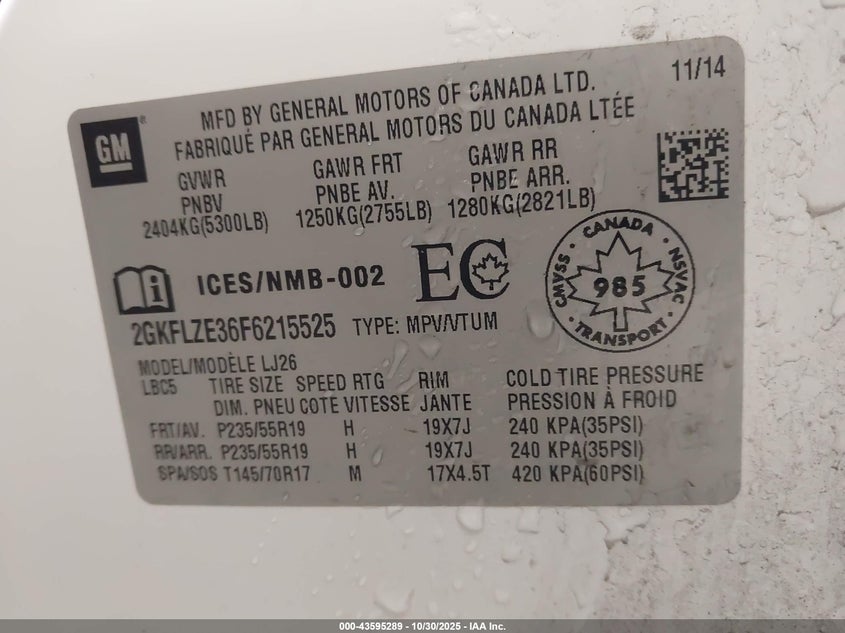 11/14
GM ®
MFD BY GENERAL MOTORS OF CANADA LTD.
FABRIQUÉ PAR GENERAL MOTORS DU CANADA LTÉE
GVWR GAWR FRT GAWR RR
PNBV PNBE AV. PNBE ARR.
2404KG(5300LB) 1250KG(2755LB) 1280KG(2821LB)
i ICES/NMB-002 EC
CANADA
CMVSS 985 NSVAC
TRANSPORT
2GKFLZE36F6215525 TYPE: MPV/VTUM
MODEL/MODÈLE LJ26
LBC5 TIRE SIZE SPEED RTG RIM COLD TIRE PRESSURE
DIM. PNEU COTE VITESSE JANTE PRESSION À FROID
FRT/AV. P235/55R19 H 19X7J 240 KPA(35PSI)
RR/ARR. P235/55R19 H 19X7J 240 KPA(35PSI)
SPA/SOS T145/70R17 M 17X4.5T 420 KPA(60PSI)
000-43595289 - 10/30/2025 - IAA Inc.